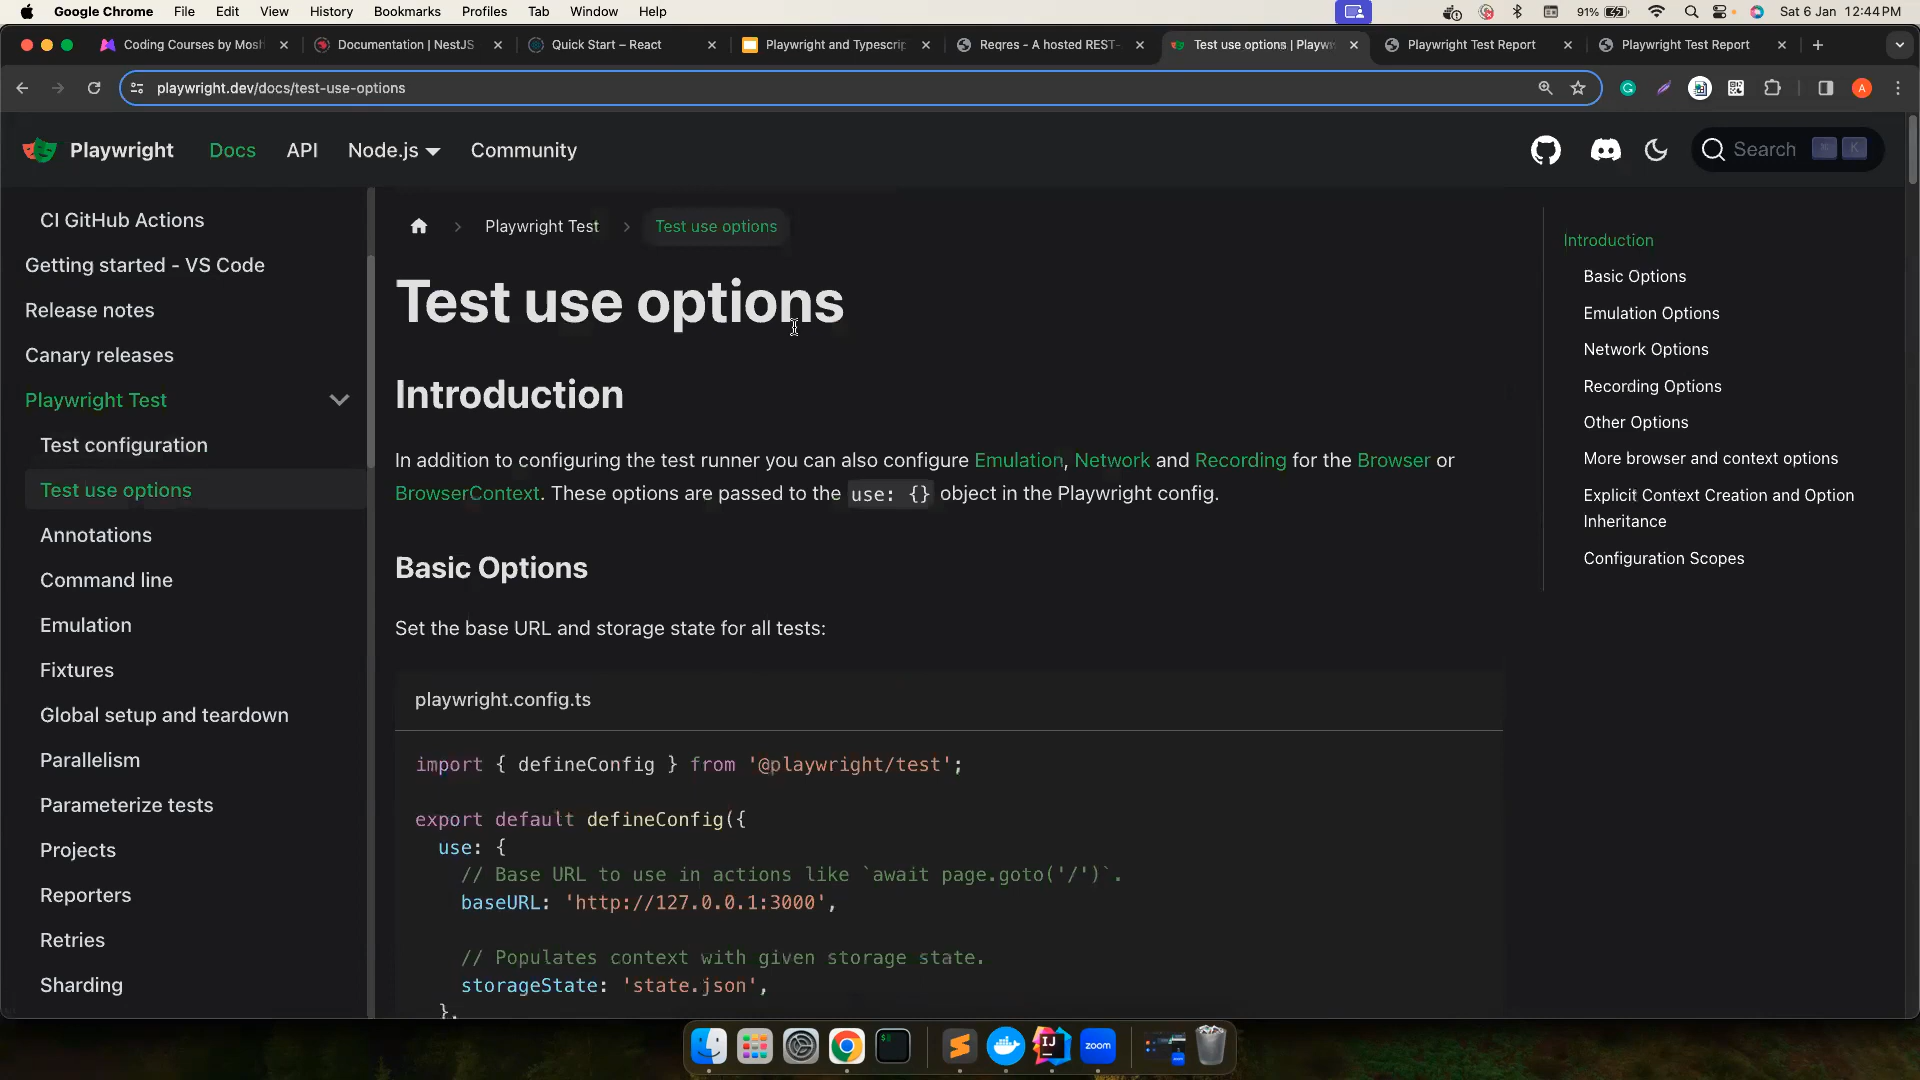 Google Chrome File Edit View History Bookmarks Profiles Tab Window Help 91% Sat 6 Jan 12:44 PM
Coding Courses by Mosh Documentation | NestJS Quick Start – React Playwright and Typescrip Reqres - A hosted REST- Test use options | Playwr Playwright Test Report Playwright Test Report
playwright.dev/docs/test-use-options A
Playwright Docs API Node.js Community Search K
CI GitHub Actions
Getting started - VS Code
Release notes
Canary releases
Playwright Test
Test configuration
Test use options
Annotations
Command line
Emulation
Fixtures
Global setup and teardown
Parallelism
Parameterize tests
Projects
Reporters
Retries
Sharding
Playwright Test Test use options
Test use options
Introduction
In addition to configuring the test runner you can also configure Emulation, Network and Recording for the Browser or
BrowserContext. These options are passed to the use: {} object in the Playwright config.
Basic Options
Set the base URL and storage state for all tests:
playwright.config.ts
import { defineConfig } from '@playwright/test';
export default defineConfig({
use: {
// Base URL to use in actions like `await page.goto('/')`.
baseURL: 'http://127.0.0.1:3000',
// Populates context with given storage state.
storageState: 'state.json',
},
Introduction
Basic Options
Emulation Options
Network Options
Recording Options
Other Options
More browser and context options
Explicit Context Creation and Option
Inheritance
Configuration Scopes
$ IJ zoom